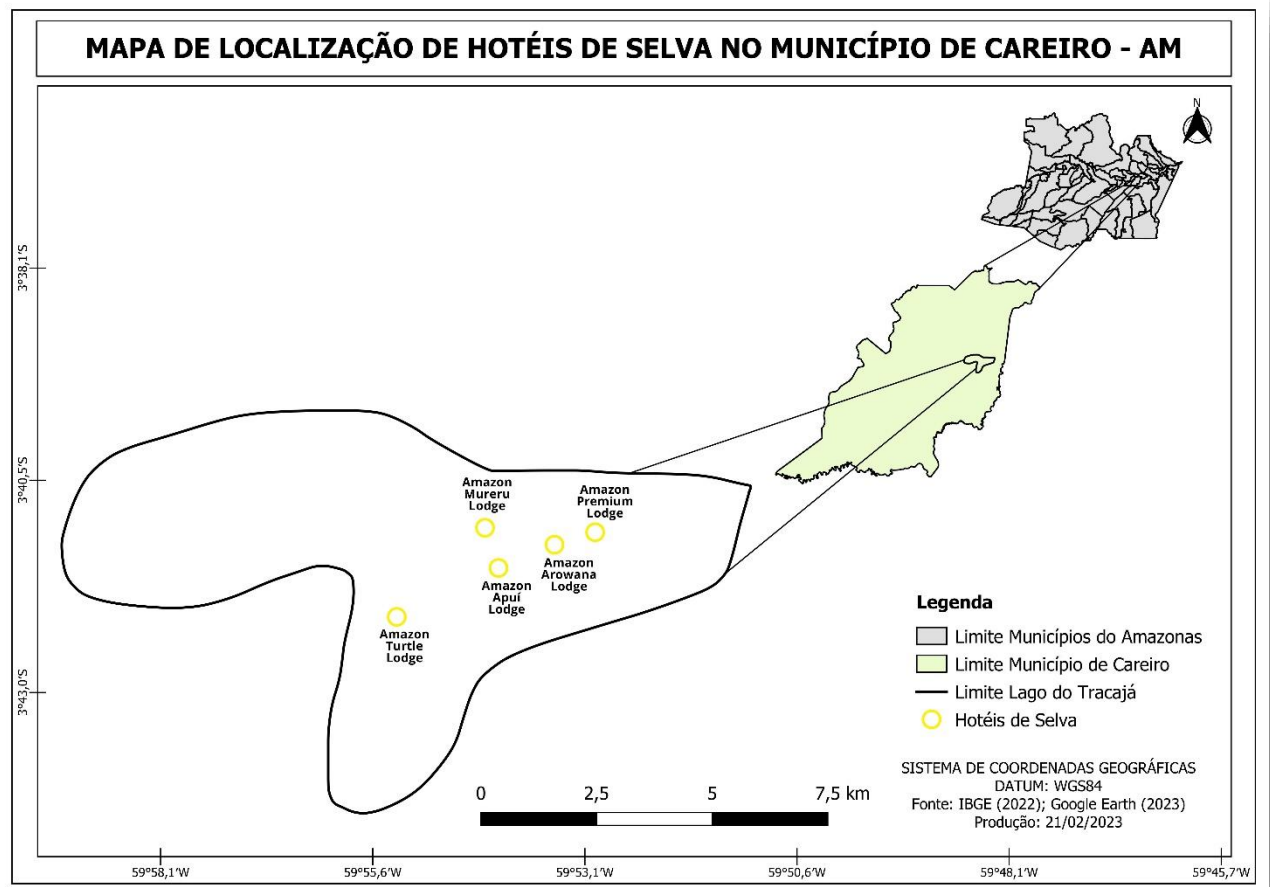 MAPA DE LOCALIZAÇÃO DE HOTÉIS DE SELVA NO MUNICÍPIO DE CAREIRO - AM
N
3°38,1'S
3°40,5'S
3°43,0'S
Amazon
Mureru
Lodge
Amazon
Premium
Lodge
Amazon
Arowana
Lodge
Amazon
Apuí
Lodge
Amazon
Turtle
Lodge
Legenda
Limite Municípios do Amazonas
Limite Município de Careiro
Limite Lago do Tracajá
Hotéis de Selva
SISTEMA DE COORDENADAS GEOGRÁFICAS
DATUM: WGS84
Fonte: IBGE (2022); Google Earth (2023)
Produção: 21/02/2023
0 2,5 5 7,5 km
59°58,1'W 59°55,6'W 59°53,1'W 59°50,6'W 59°48,1'W 59°45,7'W